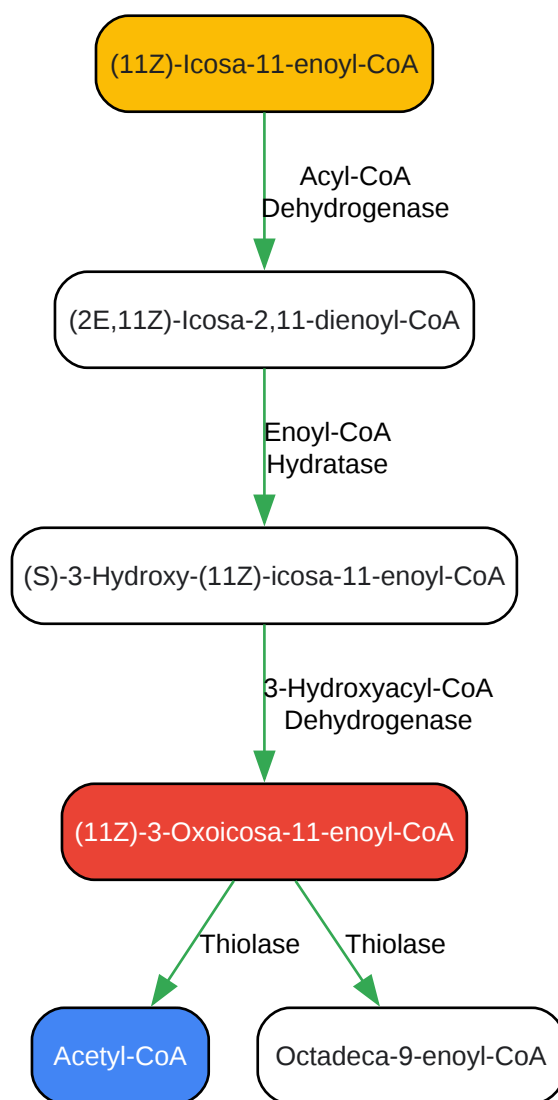 (11Z)-Icosa-11-enoyl-CoA
Acyl-CoA
Dehydrogenase
(2E,11Z)-Icosa-2,11-dienoyl-CoA
Enoyl-CoA
Hydratase
(S)-3-Hydroxy-(11Z)-icosa-11-enoyl-CoA
3-Hydroxyacyl-CoA
Dehydrogenase
(11Z)-3-Oxoicosa-11-enoyl-CoA
Thiolase
Thiolase
Acetyl-CoA
Octadeca-9-enoyl-CoA